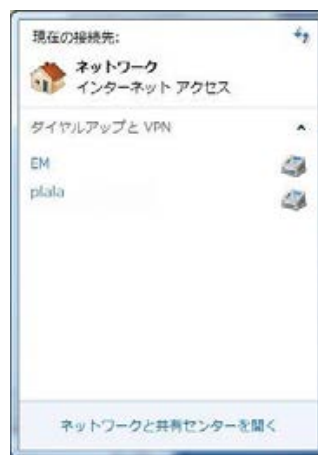 現在の接続先:
ネットワーク
インターネット アクセス
ダイヤルアップと VPN
EM
plala
ネットワークと共有センターを開く